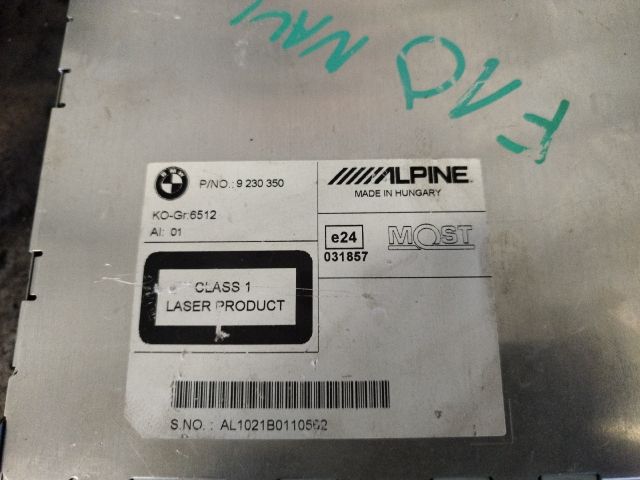 NAVI
F10
BMW
P/NO.: 9 230 350
KO-Gr:6512
AI: 01
ALPINE
MADE IN HUNGARY
e24
031857
MOST
CLASS 1
LASER PRODUCT
S.NO. : AL1021B0110562